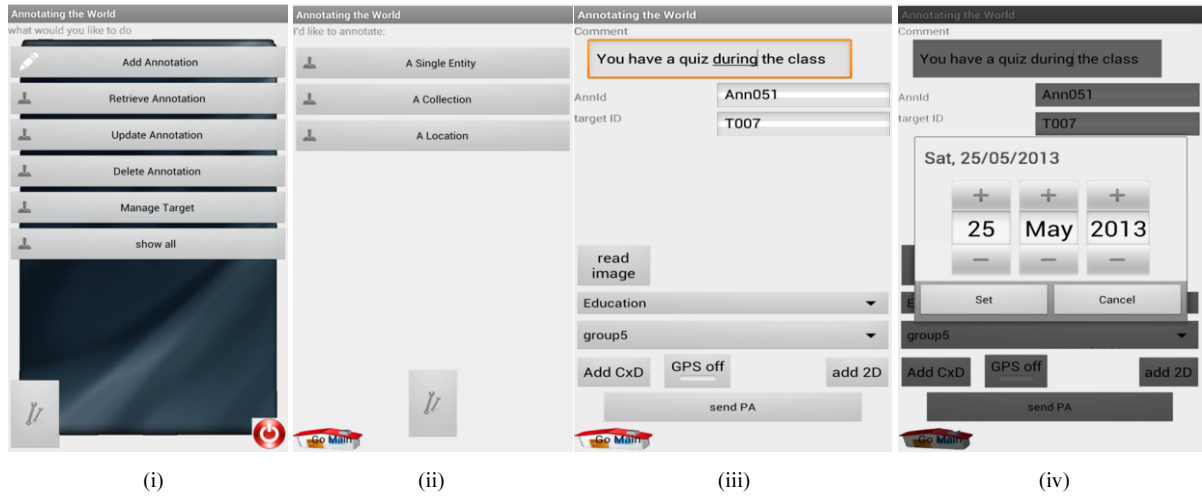 Annotating the World
what would you like to do
Add Annotation
Retrieve Annotation
Update Annotation
Delete Annotation
Manage Target
show all
(i)
Annotating the World
I'd like to annotate:
A Single Entity
A Collection
A Location
Go Main
(ii)
Annotating the World
Comment
You have a quiz during the class
AnnId
Ann051
target ID
T007
read
image
Education
group5
Add CxD
GPS off
add 2D
send PA
Go Main
(iii)
Annotating the World
Comment
You have a quiz during the class
AnnId
Ann051
target ID
T007
Sat, 25/05/2013
25 May 2013
Set
Cancel
group5
Add CxD
GPS off
add 2D
send PA
Go Main
(iv)